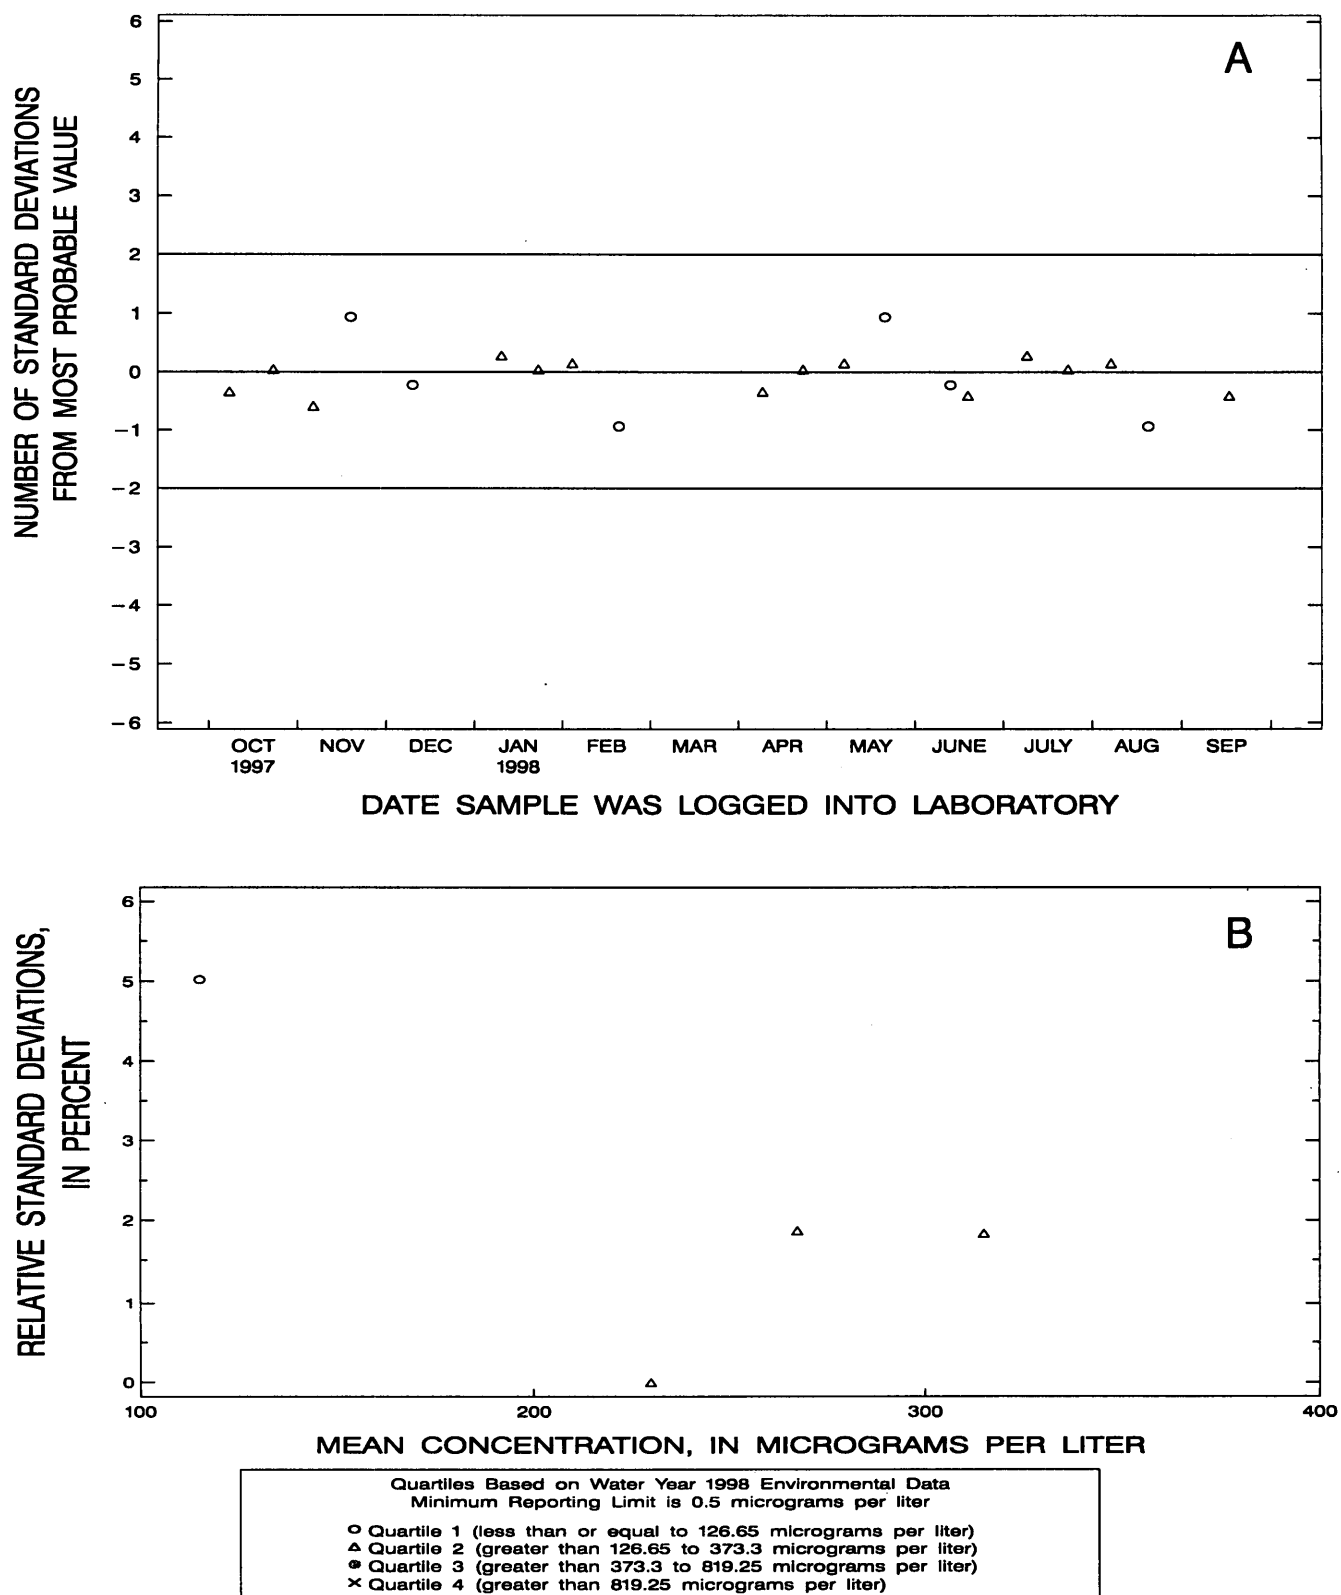 A
NUMBER OF STANDARD DEVIATIONS
FROM MOST PROBABLE VALUE
6
5
4
3
2
1
0
−1
−2
−3
−4
−5
−6
OCT NOV DEC JAN FEB MAR APR MAY JUNE JULY AUG SEP
1997 1998
DATE SAMPLE WAS LOGGED INTO LABORATORY
B
RELATIVE STANDARD DEVIATIONS,
IN PERCENT
6
5
4
3
2
1
0
100 200 300 400
MEAN CONCENTRATION, IN MICROGRAMS PER LITER
Quartiles Based on Water Year 1998 Environmental Data
Minimum Reporting Limit is 0.5 micrograms per liter
Quartile 1 (less than or equal to 126.65 micrograms per liter)
Quartile 2 (greater than 126.65 to 373.3 micrograms per liter)
Quartile 3 (greater than 373.3 to 819.25 micrograms per liter)
Quartile 4 (greater than 819.25 micrograms per liter)